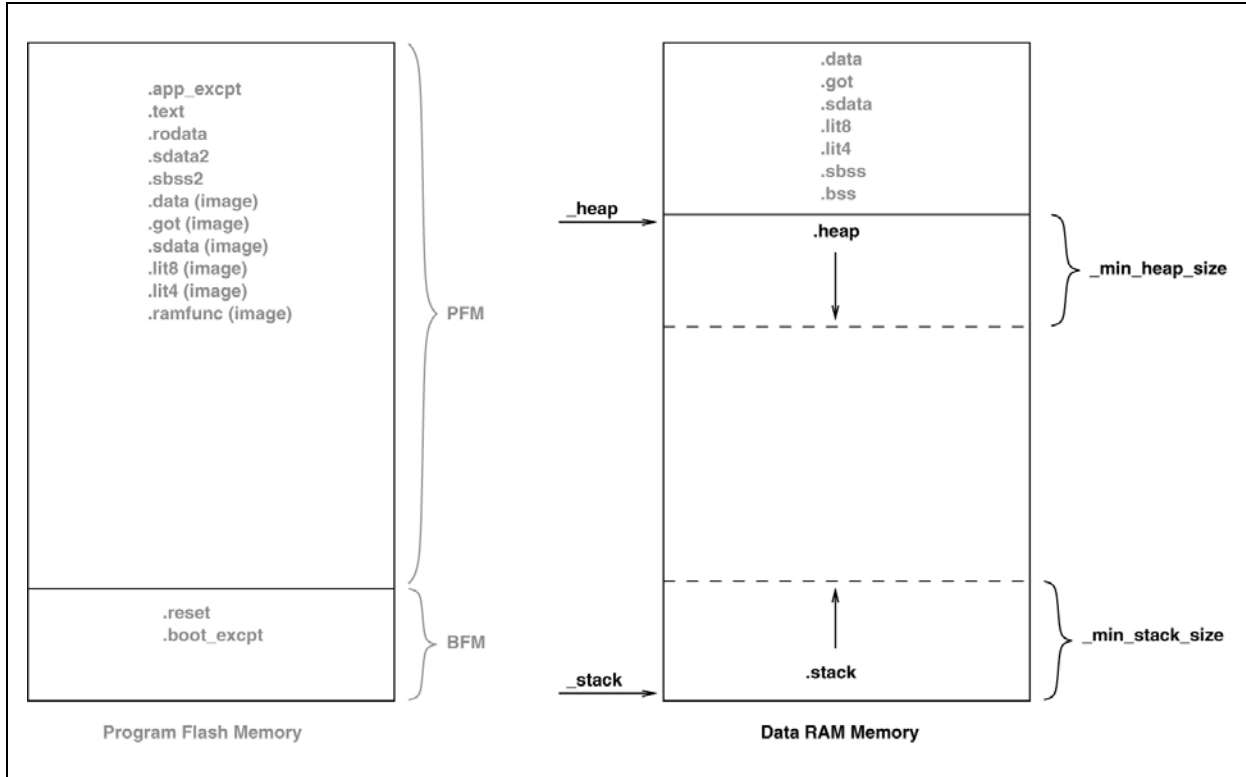 .app_excpt
.text
.rodata
.sdata2
.sbss2
.data (image)
.got (image)
.sdata (image)
.lit8 (image)
.lit4 (image)
.ramfunc (image)
PFM
.reset
.boot_excpt
BFM
Program Flash Memory
.data
.got
.sdata
.lit8
.lit4
.sbss
.bss
_heap
.heap
_min_heap_size
_min_stack_size
.stack
_stack
Data RAM Memory